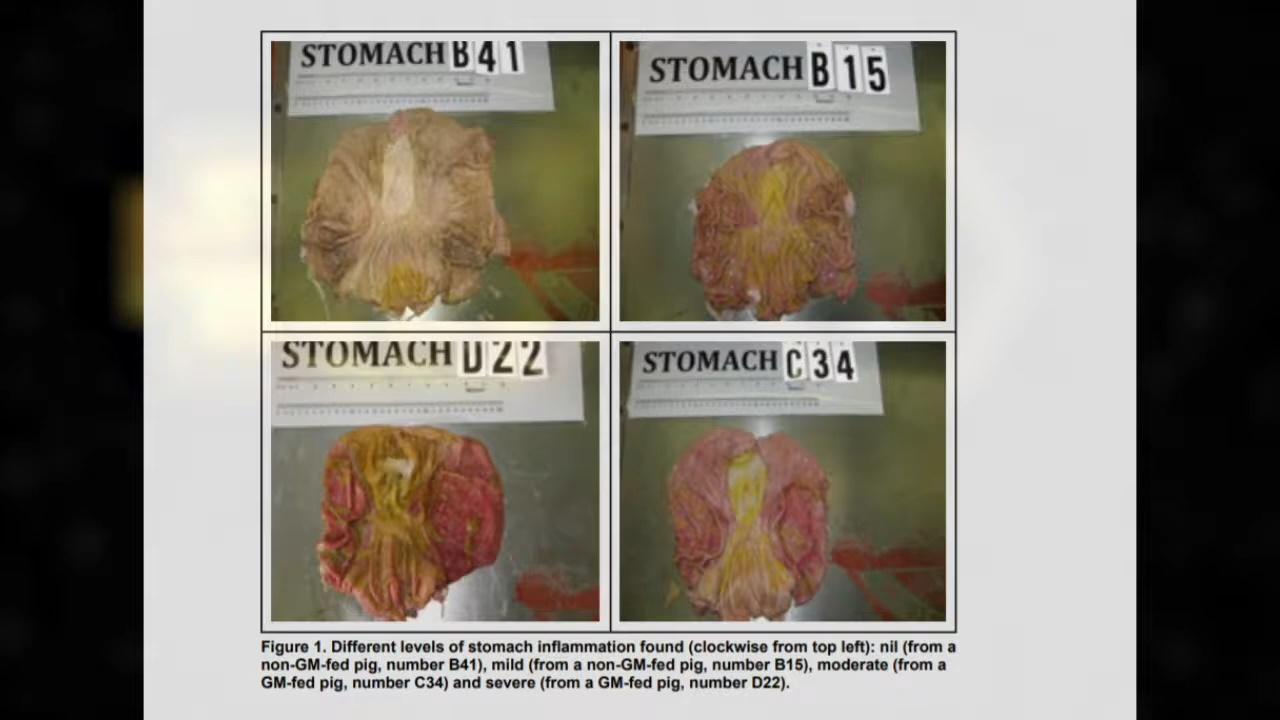 STOMACH B41
STOMACH B15
STOMACH D22
STOMACH C34
Figure 1. Different levels of stomach inflammation found (clockwise from top left): nil (from a
non-GM-fed pig, number B41), mild (from a non-GM-fed pig, number B15), moderate (from a
GM-fed pig, number C34) and severe (from a GM-fed pig, number D22).